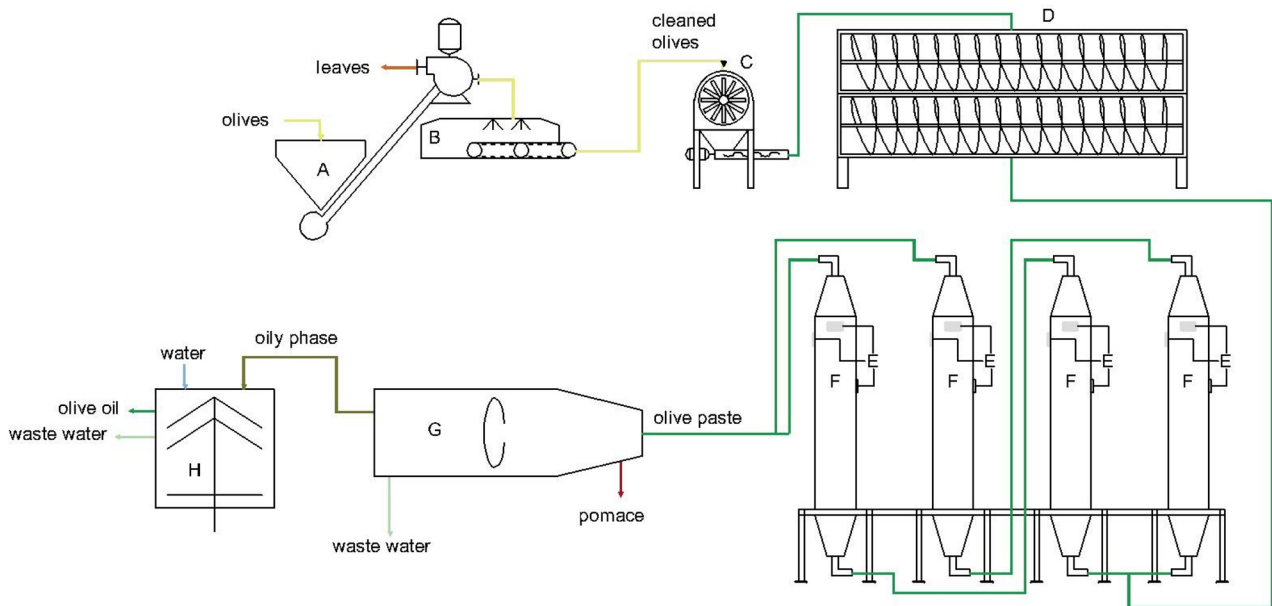 cleaned
olives
D
C
leaves
olives
B
A
E
E
E
E
F
F
F
F
oily phase
water
olive oil
waste water
H
G
olive paste
pomace
waste water